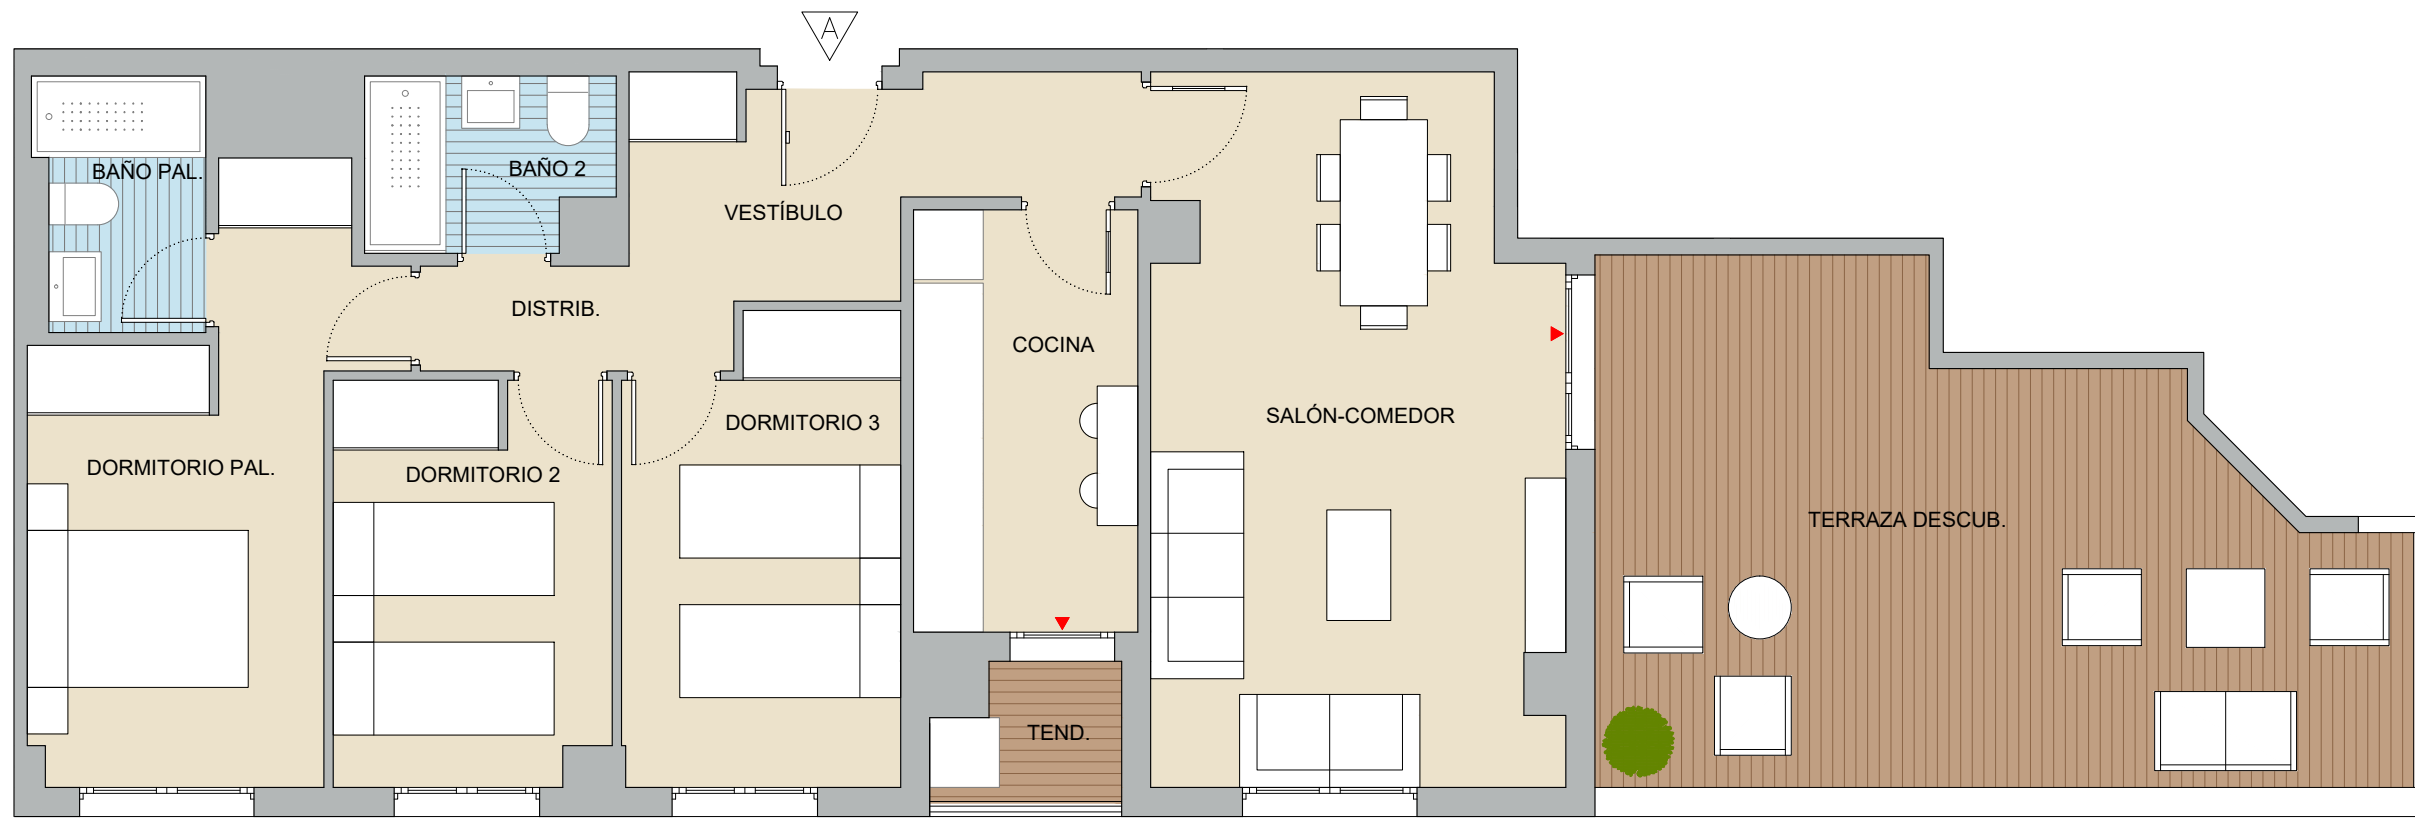 A
BAÑO PAL.
BAÑO 2
VESTÍBULO
DISTRIB.
COCINA
SALÓN-COMEDOR
DORMITORIO PAL.
DORMITORIO 2
DORMITORIO 3
TERRAZA DESCUB.
TEND.